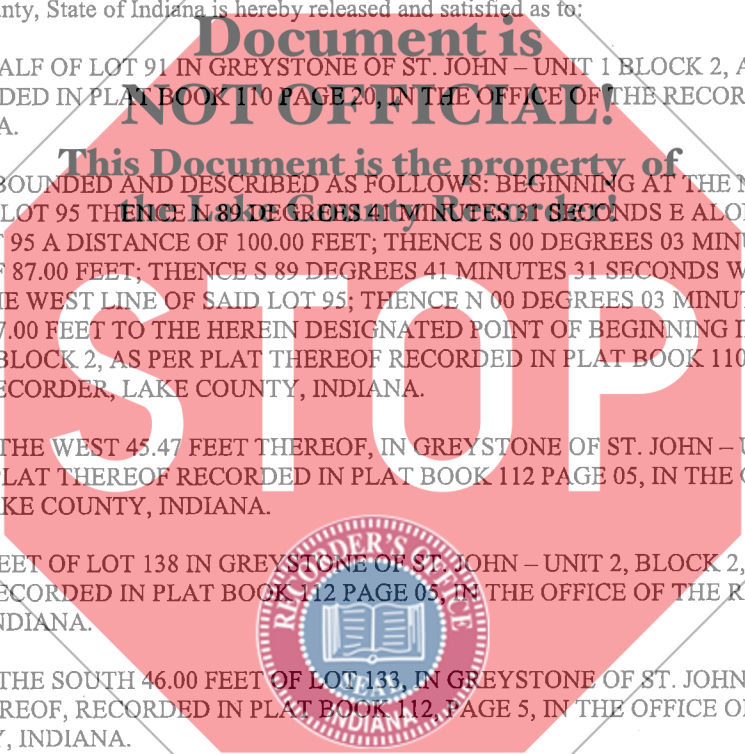 nty, State of Indiana is hereby released and satisfied as to:
Document is
ALF OF LOT 91 IN GREYSTONE OF ST. JOHN – UNIT 1 BLOCK 2, A
NOT OFFICIAL!
DED IN PLAT BOOK 110 PAGE 20, IN THE OFFICE OF THE RECOR
A.
This Document is the property of
BOUNDED AND DESCRIBED AS FOLLOWS: BEGINNING AT THE N
the Lake County Recorder!
LOT 95 THENCE N 89 DEGREES 41 MINUTES 31 SECONDS E ALO
95 A DISTANCE OF 100.00 FEET; THENCE S 00 DEGREES 03 MINU
F 87.00 FEET; THENCE S 89 DEGREES 41 MINUTES 31 SECONDS W
E WEST LINE OF SAID LOT 95; THENCE N 00 DEGREES 03 MINUT
7.00 FEET TO THE HEREIN DESIGNATED POINT OF BEGINNING I
BLOCK 2, AS PER PLAT THEREOF RECORDED IN PLAT BOOK 110
ECORDER, LAKE COUNTY, INDIANA.
STOP
THE WEST 45.47 FEET THEREOF, IN GREYSTONE OF ST. JOHN – U
LAT THEREOF RECORDED IN PLAT BOOK 112 PAGE 05, IN THE O
KE COUNTY, INDIANA.
EET OF LOT 138 IN GREYSTONE OF ST. JOHN – UNIT 2, BLOCK 2,
ECORDED IN PLAT BOOK 112 PAGE 05, IN THE OFFICE OF THE R
NDIANA.
RECORDER'S OFFICE
SEAL
INDIANA
THE SOUTH 46.00 FEET OF LOT 133, IN GREYSTONE OF ST. JOHN
REOF, RECORDED IN PLAT BOOK 112, PAGE 5, IN THE OFFICE O
, INDIANA.